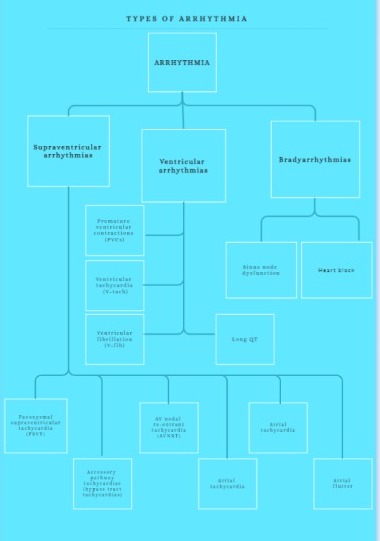 TYPES OF ARRHYTHMIA
ARRHYTHMIA
Supraventricular
arrhythmias
Ventricular
arrhythmias
Bradyarrhythmias
Premature
ventricular
contractions
(PVCs)
Sinus node
dysfunction
Heart block
Ventricular
tachycardia
(V-tach)
Ventricular
fibrillation
(V-fib)
Long QT
Paroxysmal
supraventricular
tachycardia
(PSVT)
AV nodal
re-entrant
tachycardia
(AVNRT)
Atrial
tachycardia
Accessory
pathway
tachycardias
(bypass tract
tachycardias)
Atrial
tachycardia
Atrial
flutter